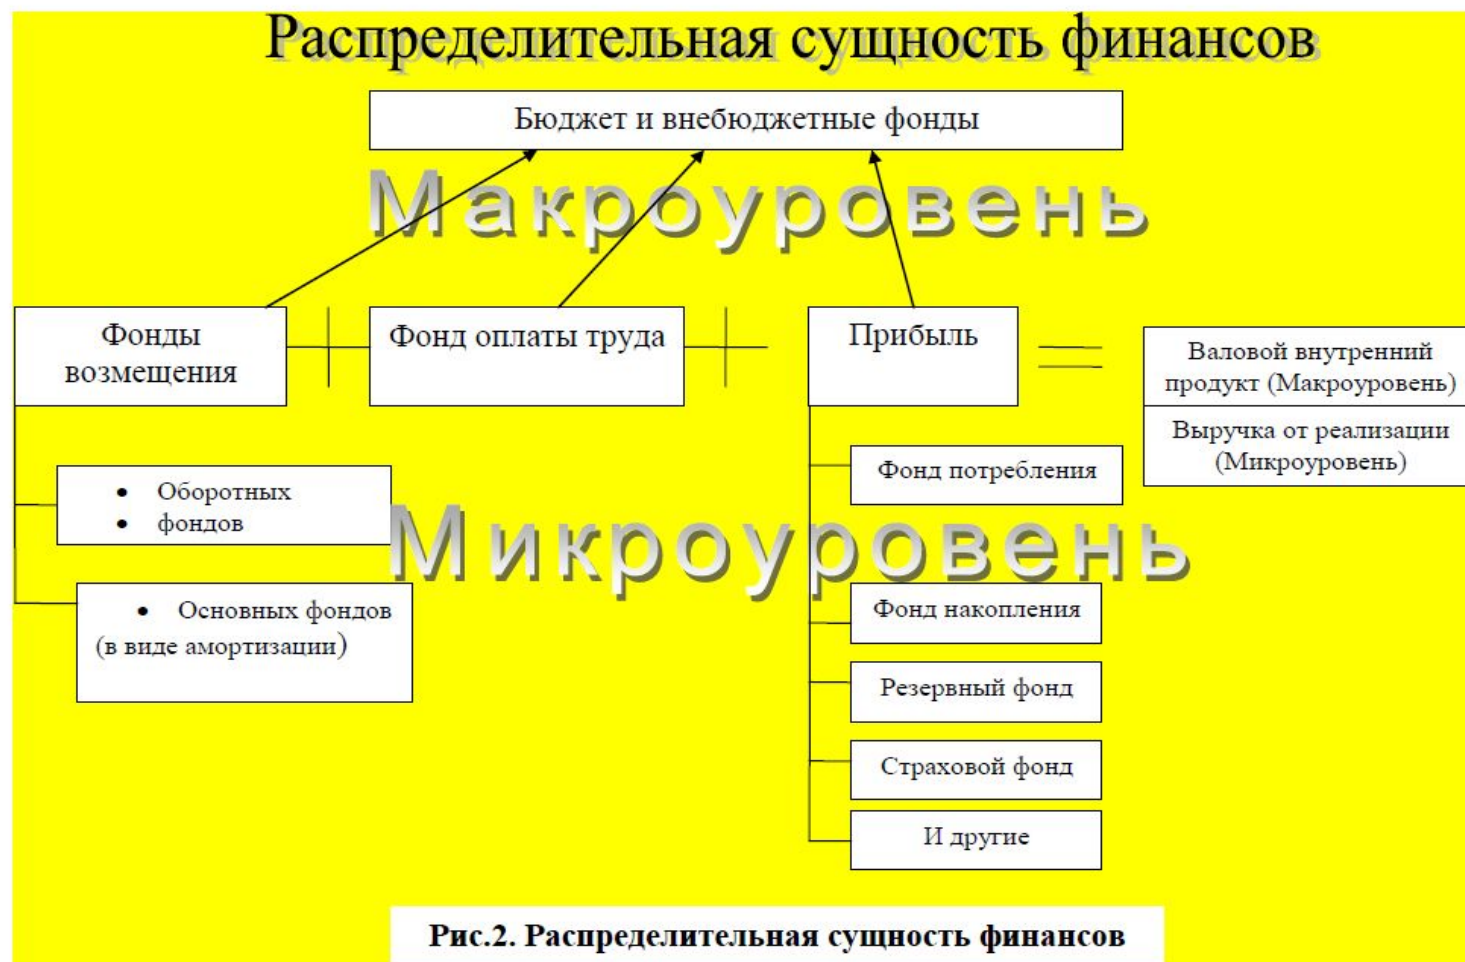 Распределительная сущность финансов
Бюджет и внебюджетные фонды
Макроуровень
Фонды
возмещения
Фонд оплаты труда
Прибыль
Валовой внутренний
продукт (Макроуровень)
Выручка от реализации
(Микроуровень)
• Оборотных
• фондов
• Основных фондов
(в виде амортизации)
Микроуровень
Фонд потребления
Фонд накопления
Резервный фонд
Страховой фонд
И другие
Рис.2. Распределительная сущность финансов